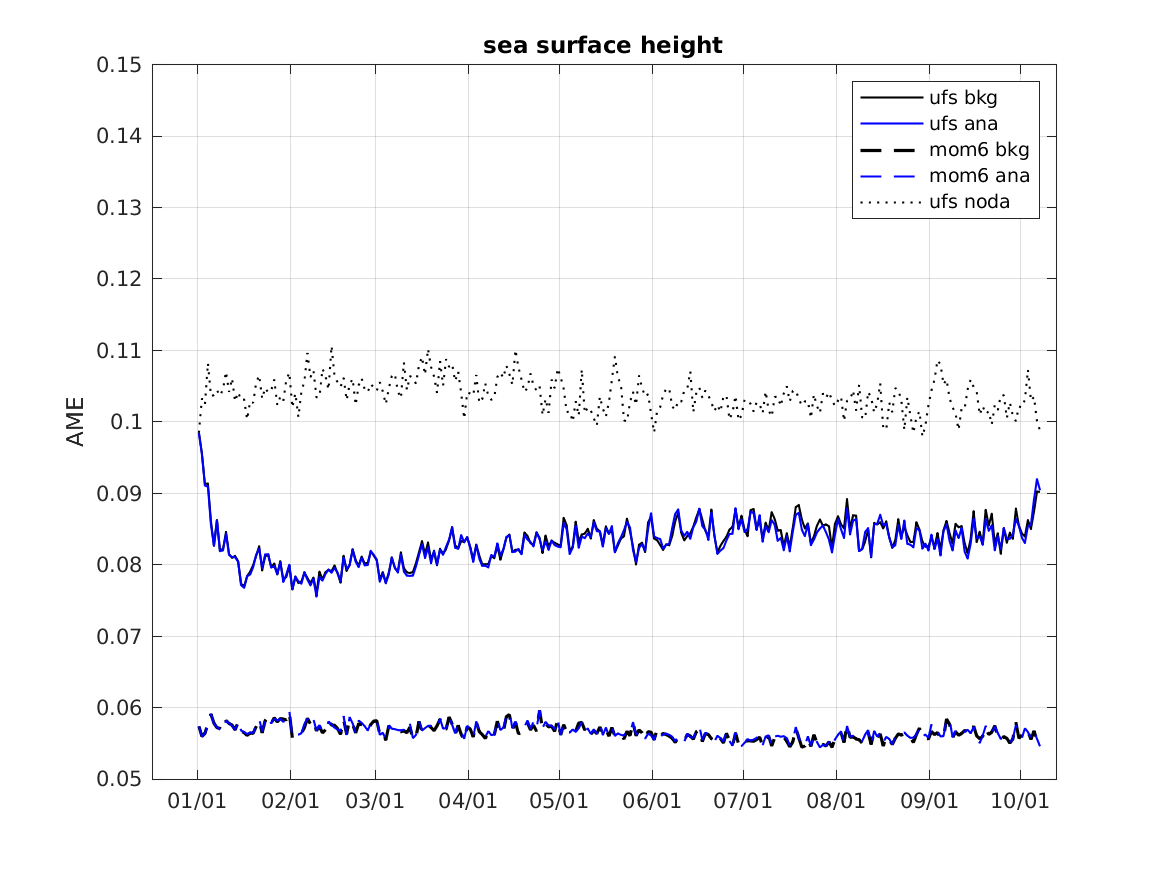 sea surface height
0.15
0.14
0.13
0.12
0.11
0.1
0.09
0.08
0.07
0.06
0.05
AME
ufs bkg
ufs ana
mom6 bkg
mom6 ana
ufs noda
01/01 02/01 03/01 04/01 05/01 06/01 07/01 08/01 09/01 10/01